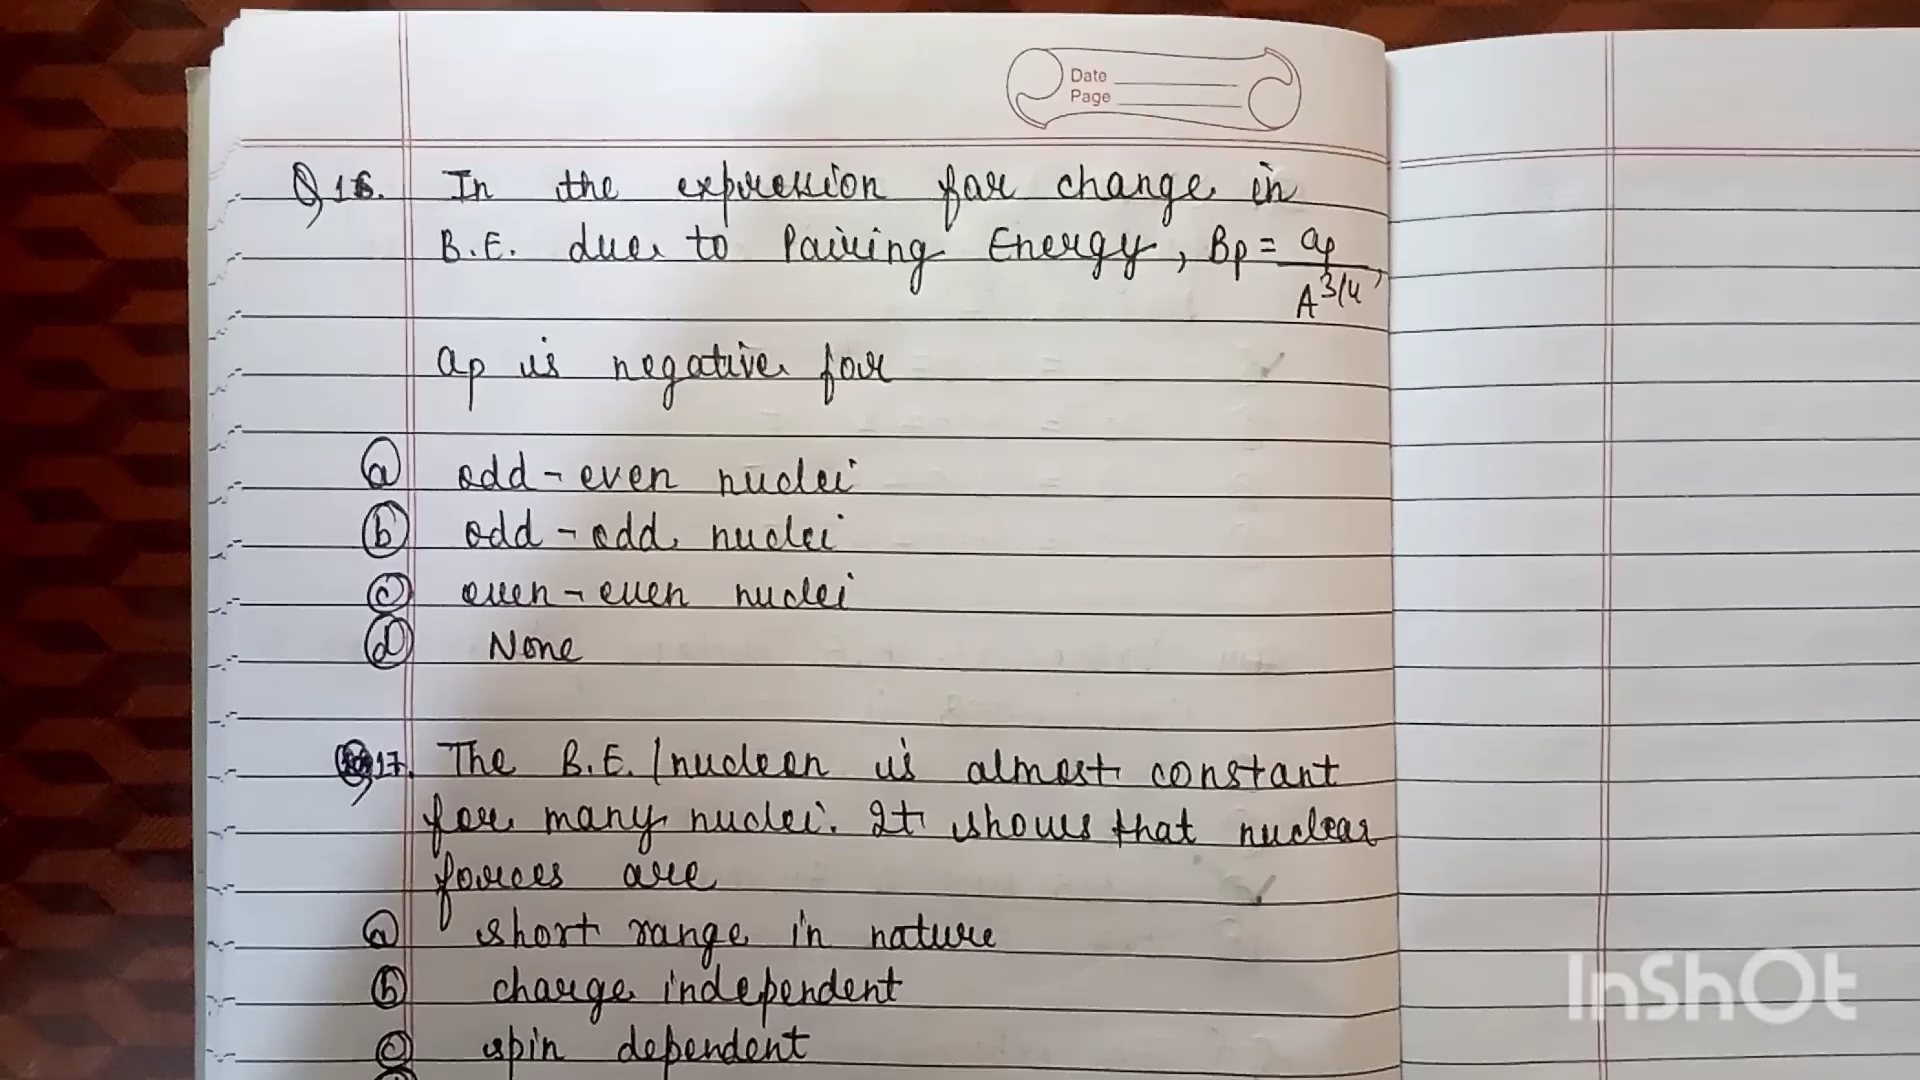 Date
Page
Q 16. In the expression for change in
B.E. due to Pairing Energy, Bp = ap / A^3/4,
ap is negative for
(a) odd - even nuclei
(b) odd - odd nuclei
(c) even - even nuclei
(d) None
17. The B.E. / nucleon is almost constant
for many nuclei. It shows that nuclear
forces are
(a) short range in nature
(b) charge independent
(c) spin dependent
InShOt